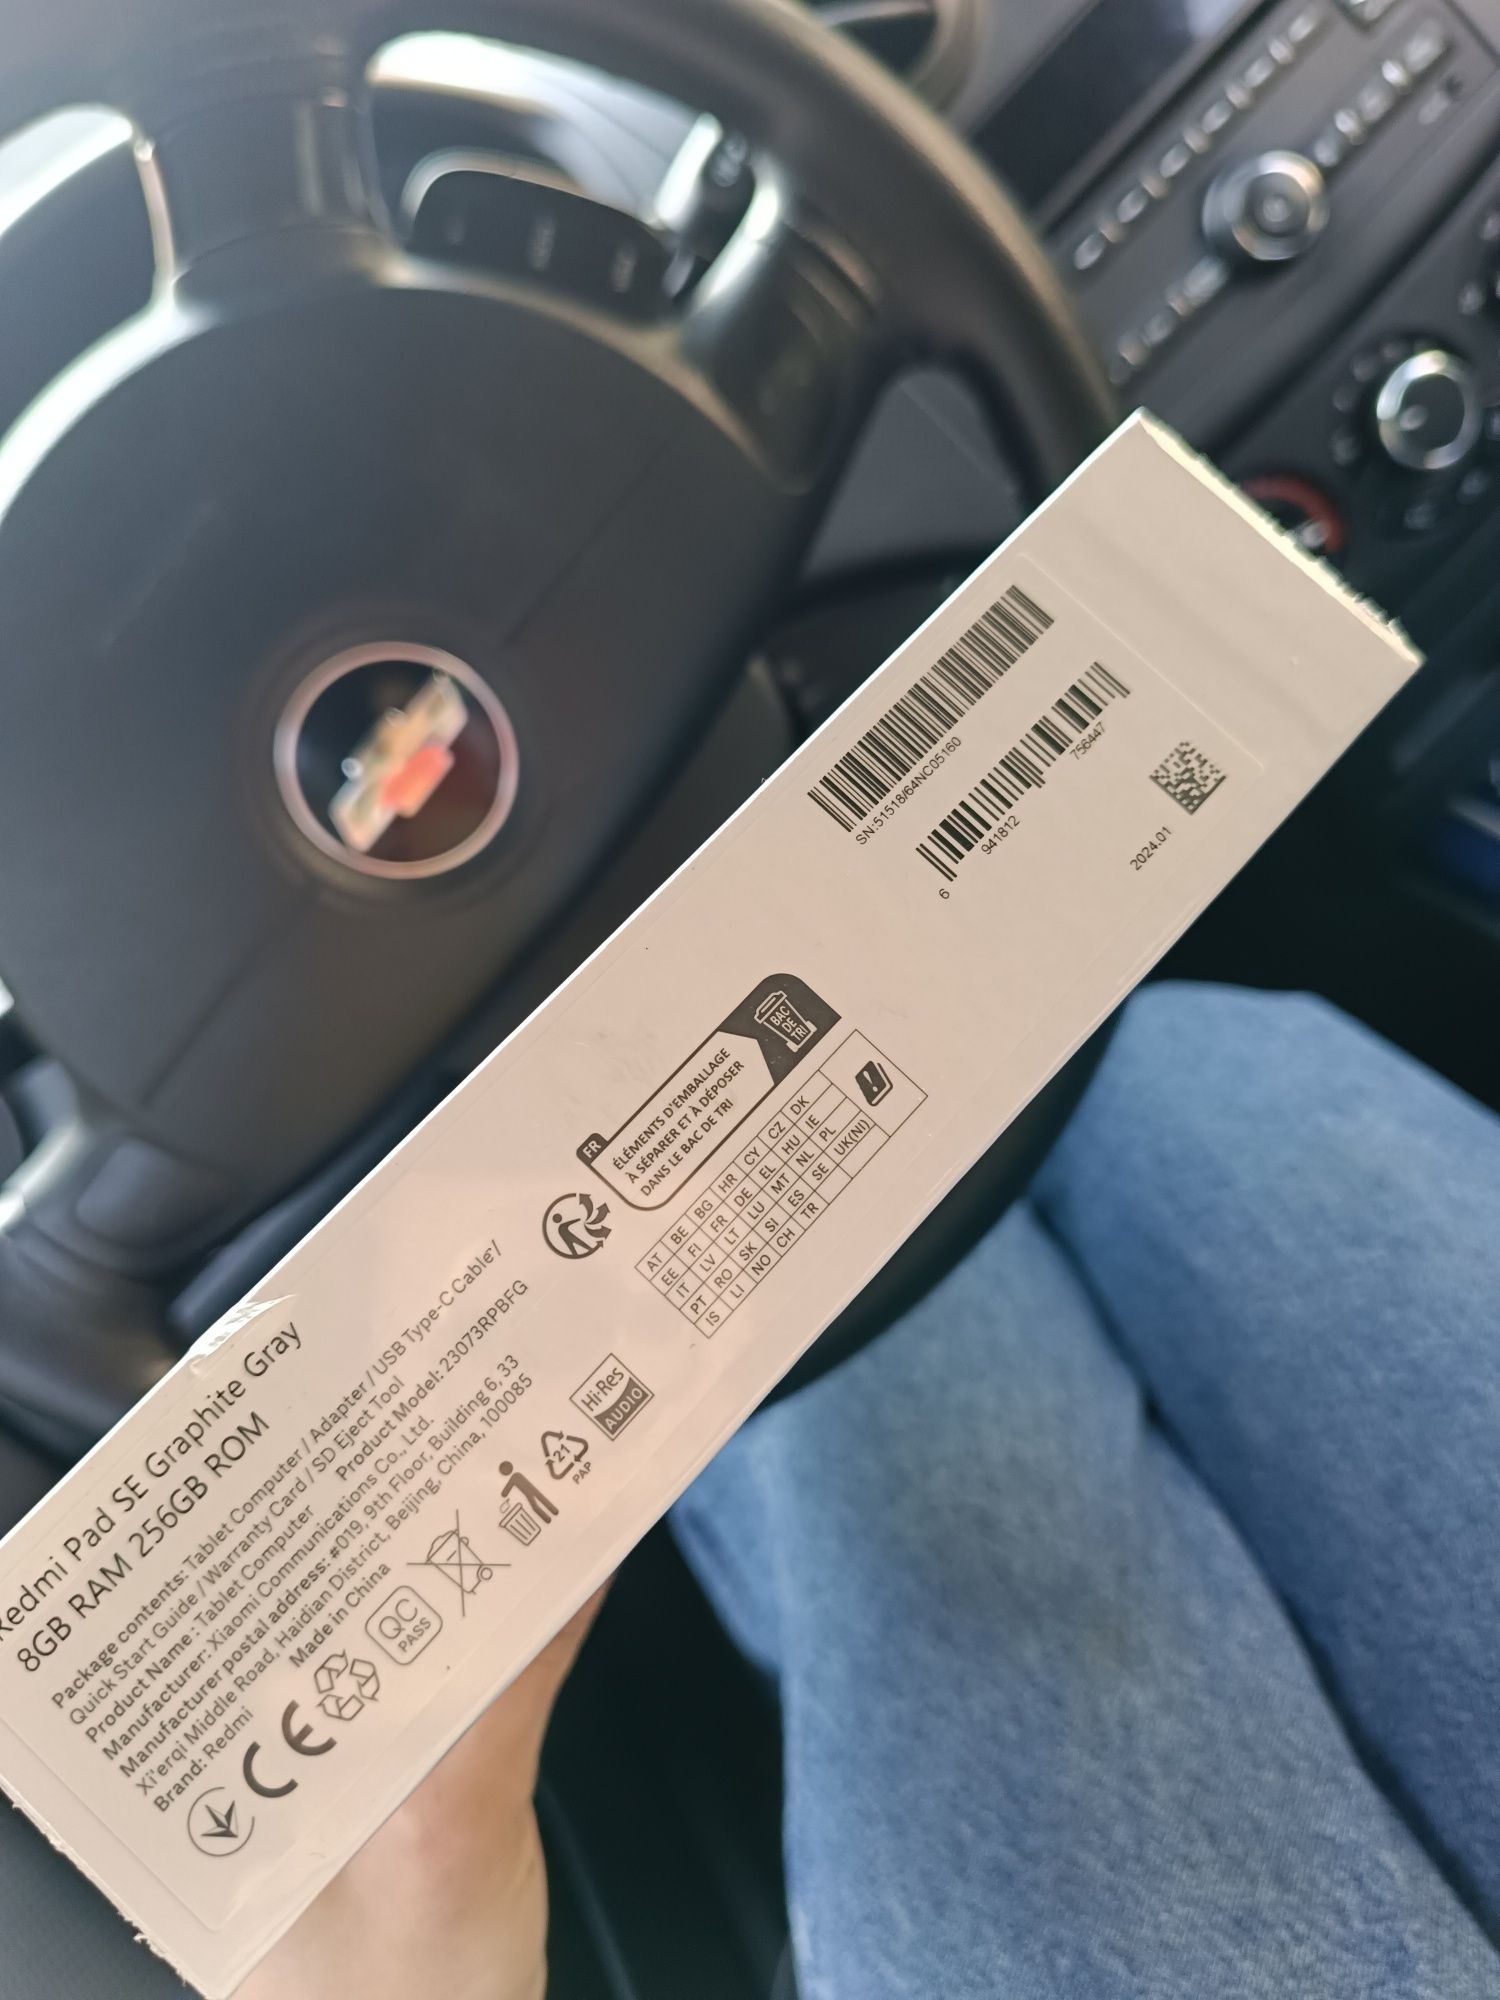 Redmi Pad SE Graphite Gray
8GB RAM 256GB ROM
Package contents: Tablet Computer / Adapter / USB Type-C Cable /
Quick Start Guide / Warranty Card / SD Eject Tool
Product Name: Tablet Computer Product Model: 23073RPBFG
Manufacturer: Xiaomi Communications Co., Ltd.
Manufacturer postal address: #019, 9th Floor, Building 6, 33
Xi'erqi Middle Road, Haidian District, Beijing, China, 100085
Brand: Redmi Made in China
CE
QC
PASS
21
PAP
Hi-Res
AUDIO
FR
ÉLÉMENTS D'EMBALLAGE
À SÉPARER ET À DÉPOSER
DANS LE BAC DE TRI
BAC
DE
TRI
AT BE BG HR CY CZ DK
EE FI FR DE EL HU IE
IT LV LT LU MT NL PL
PT RO SK SI ES SE UK(NI)
IS LI NO CH TR
SN:51518/64NC05160
6 941812 756447
2024.01